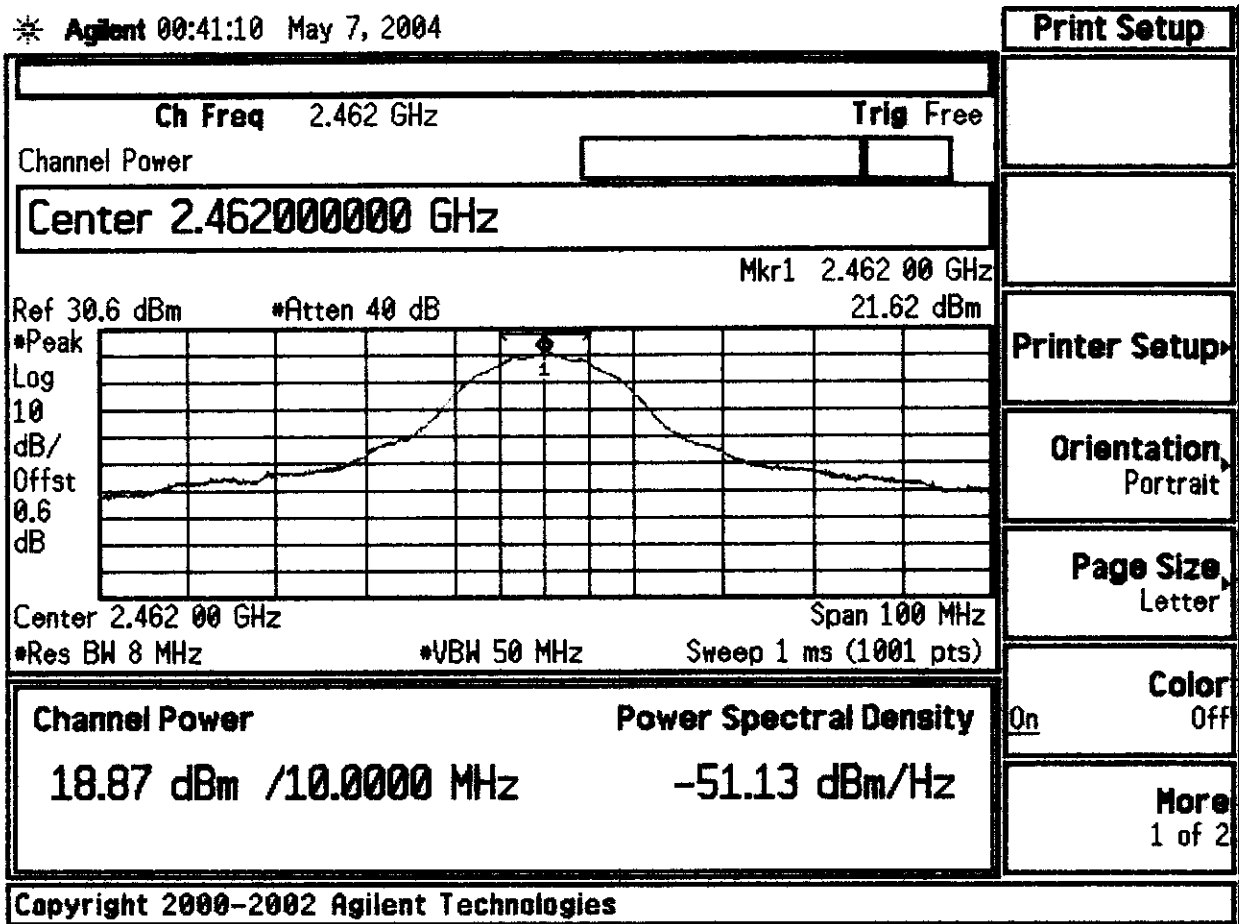 Agilent 00:41:10 May 7, 2004
Print Setup
Ch Freq 2.462 GHz
Trig Free
Channel Power
Center 2.462000000 GHz
Mkr1 2.462 00 GHz
Ref 30.6 dBm
*Atten 40 dB
21.62 dBm
*Peak
Log
10
dB/
Offst
0.6
dB
1
Center 2.462 00 GHz
Span 100 MHz
*Res BW 8 MHz
*VBW 50 MHz
Sweep 1 ms (1001 pts)
Channel Power
Power Spectral Density
18.87 dBm /10.0000 MHz
-51.13 dBm/Hz
Printer Setup
Orientation
Portrait
Page Size
Letter
Color
On Off
More
1 of 2
Copyright 2000-2002 Agilent Technologies